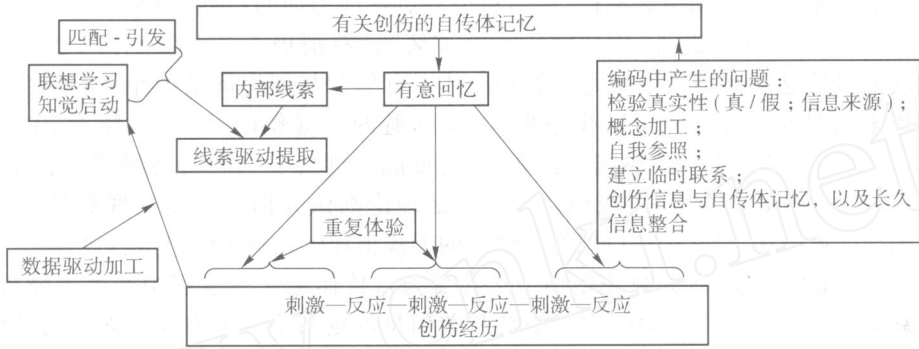 有关创伤的自传体记忆
匹配 - 引发
联想学习
知觉启动
内部线索
有意回忆
线索驱动提取
编码中产生的问题：
检验真实性（真 / 假；信息来源）；
概念加工；
自我参照；
建立临时联系；
创伤信息与自传体记忆，以及长久
信息整合
重复体验
数据驱动加工
刺激—反应—刺激—反应—刺激—反应
创伤经历